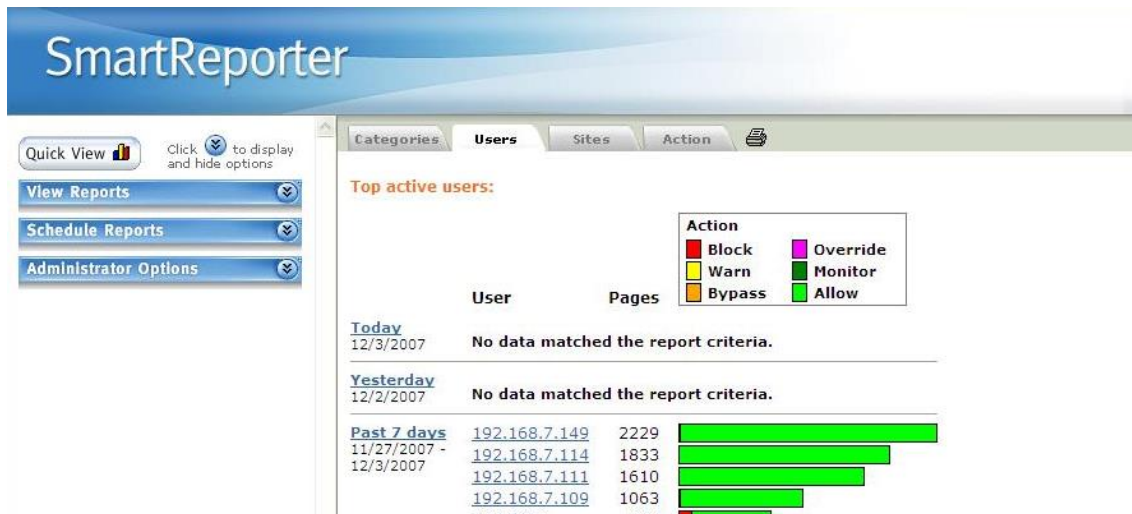 SmartReporter
Quick View
Click to display
and hide options
View Reports
Schedule Reports
Administrator Options
Categories Users Sites Action
Top active users:
Action
Block Override
Warn Monitor
Bypass Allow
User Pages
Today
12/3/2007 No data matched the report criteria.
Yesterday
12/2/2007 No data matched the report criteria.
Past 7 days 192.168.7.149 2229
11/27/2007 - 192.168.7.114 1833
12/3/2007 192.168.7.111 1610
192.168.7.109 1063